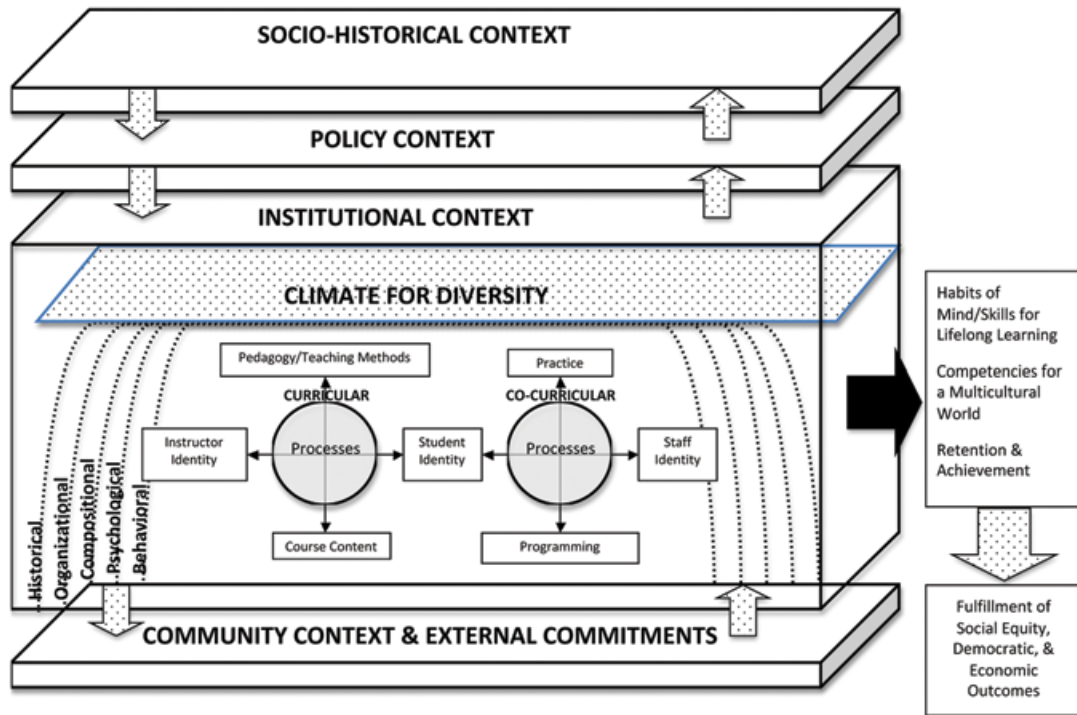 SOCIO-HISTORICAL CONTEXT
POLICY CONTEXT
INSTITUTIONAL CONTEXT
CLIMATE FOR DIVERSITY
Pedagogy/Teaching Methods
CURRICULAR
Processes
Instructor
Identity
Student
Identity
Course Content
Practice
CO-CURRICULAR
Processes
Staff
Identity
Programming
Historical
Organizational
Compositional
Psychological
Behavioral
COMMUNITY CONTEXT & EXTERNAL COMMITMENTS
Habits of
Mind/Skills for
Lifelong Learning
Competencies for
a Multicultural
World
Retention &
Achievement
Fulfillment of
Social Equity,
Democratic, &
Economic
Outcomes